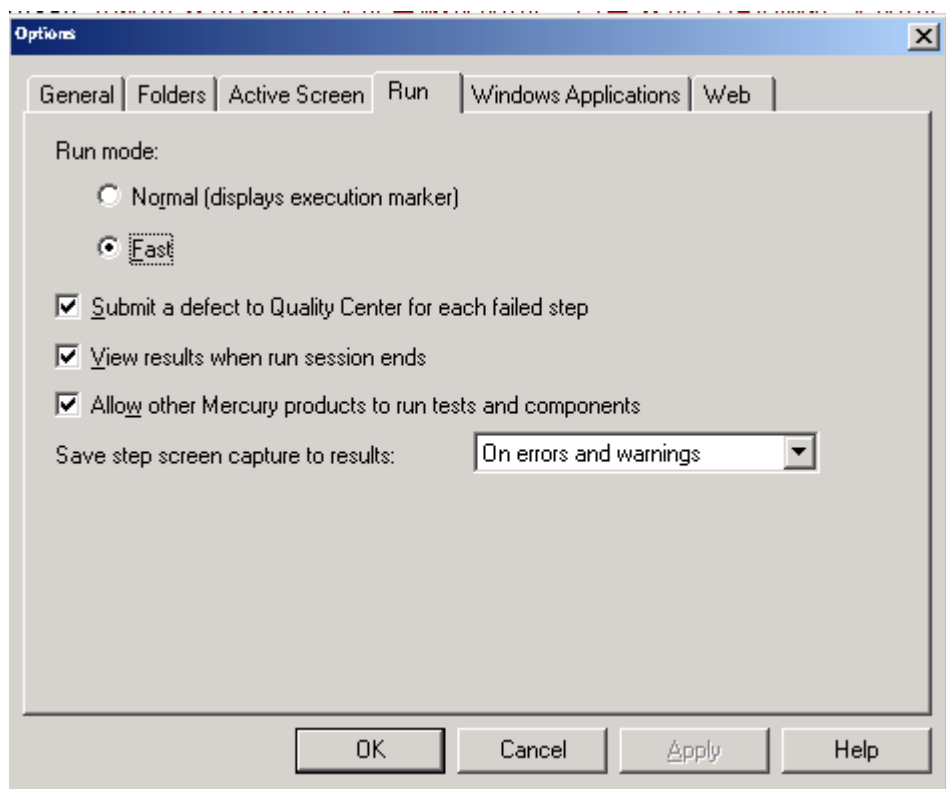 Options
General Folders Active Screen Run Windows Applications Web
Run mode:
Normal (displays execution marker)
Fast
Submit a defect to Quality Center for each failed step
View results when run session ends
Allow other Mercury products to run tests and components
Save step screen capture to results: On errors and warnings
OK Cancel Apply Help